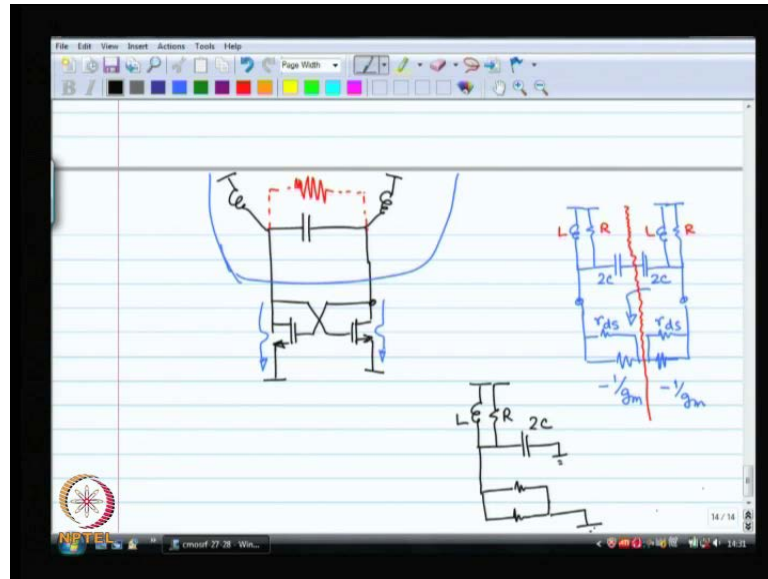 File Edit View Insert Actions Tools Help
Page Width
B I
L R L R
2C 2C
rds rds
-1/gm -1/gm
L R 2C
14 / 14
NPTEL
cmosrf-27-28 - Win...
14:31